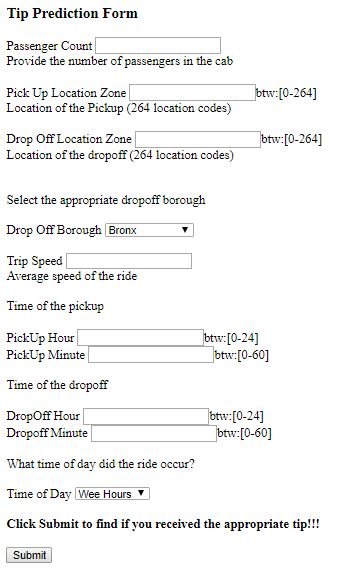 Tip Prediction Form
Passenger Count
Provide the number of passengers in the cab
Pick Up Location Zone btw:[0-264]
Location of the Pickup (264 location codes)
Drop Off Location Zone btw:[0-264]
Location of the dropoff (264 location codes)
Select the appropriate dropoff borough
Drop Off Borough Bronx
Trip Speed
Average speed of the ride
Time of the pickup
PickUp Hour btw:[0-24]
PickUp Minute btw:[0-60]
Time of the dropoff
DropOff Hour btw:[0-24]
Dropoff Minute btw:[0-60]
What time of day did the ride occur?
Time of Day Wee Hours
Click Submit to find if you received the appropriate tip!!!
Submit